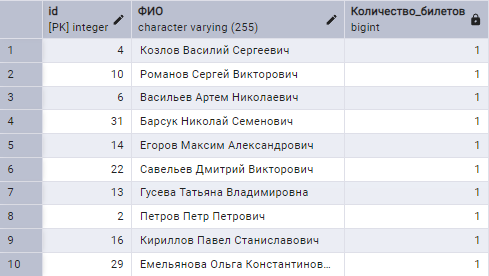 id ФИО Количество_билетов
[PK] integer character varying (255) bigint
1 4 Козлов Василий Сергеевич 1
2 10 Романов Сергей Викторович 1
3 6 Васильев Артем Николаевич 1
4 31 Барсук Николай Семенович 1
5 14 Егоров Максим Александрович 1
6 22 Савельев Дмитрий Викторович 1
7 13 Гусева Татьяна Владимировна 1
8 2 Петров Петр Петрович 1
9 16 Кириллов Павел Станиславович 1
10 29 Емельянова Ольга Константинов... 1